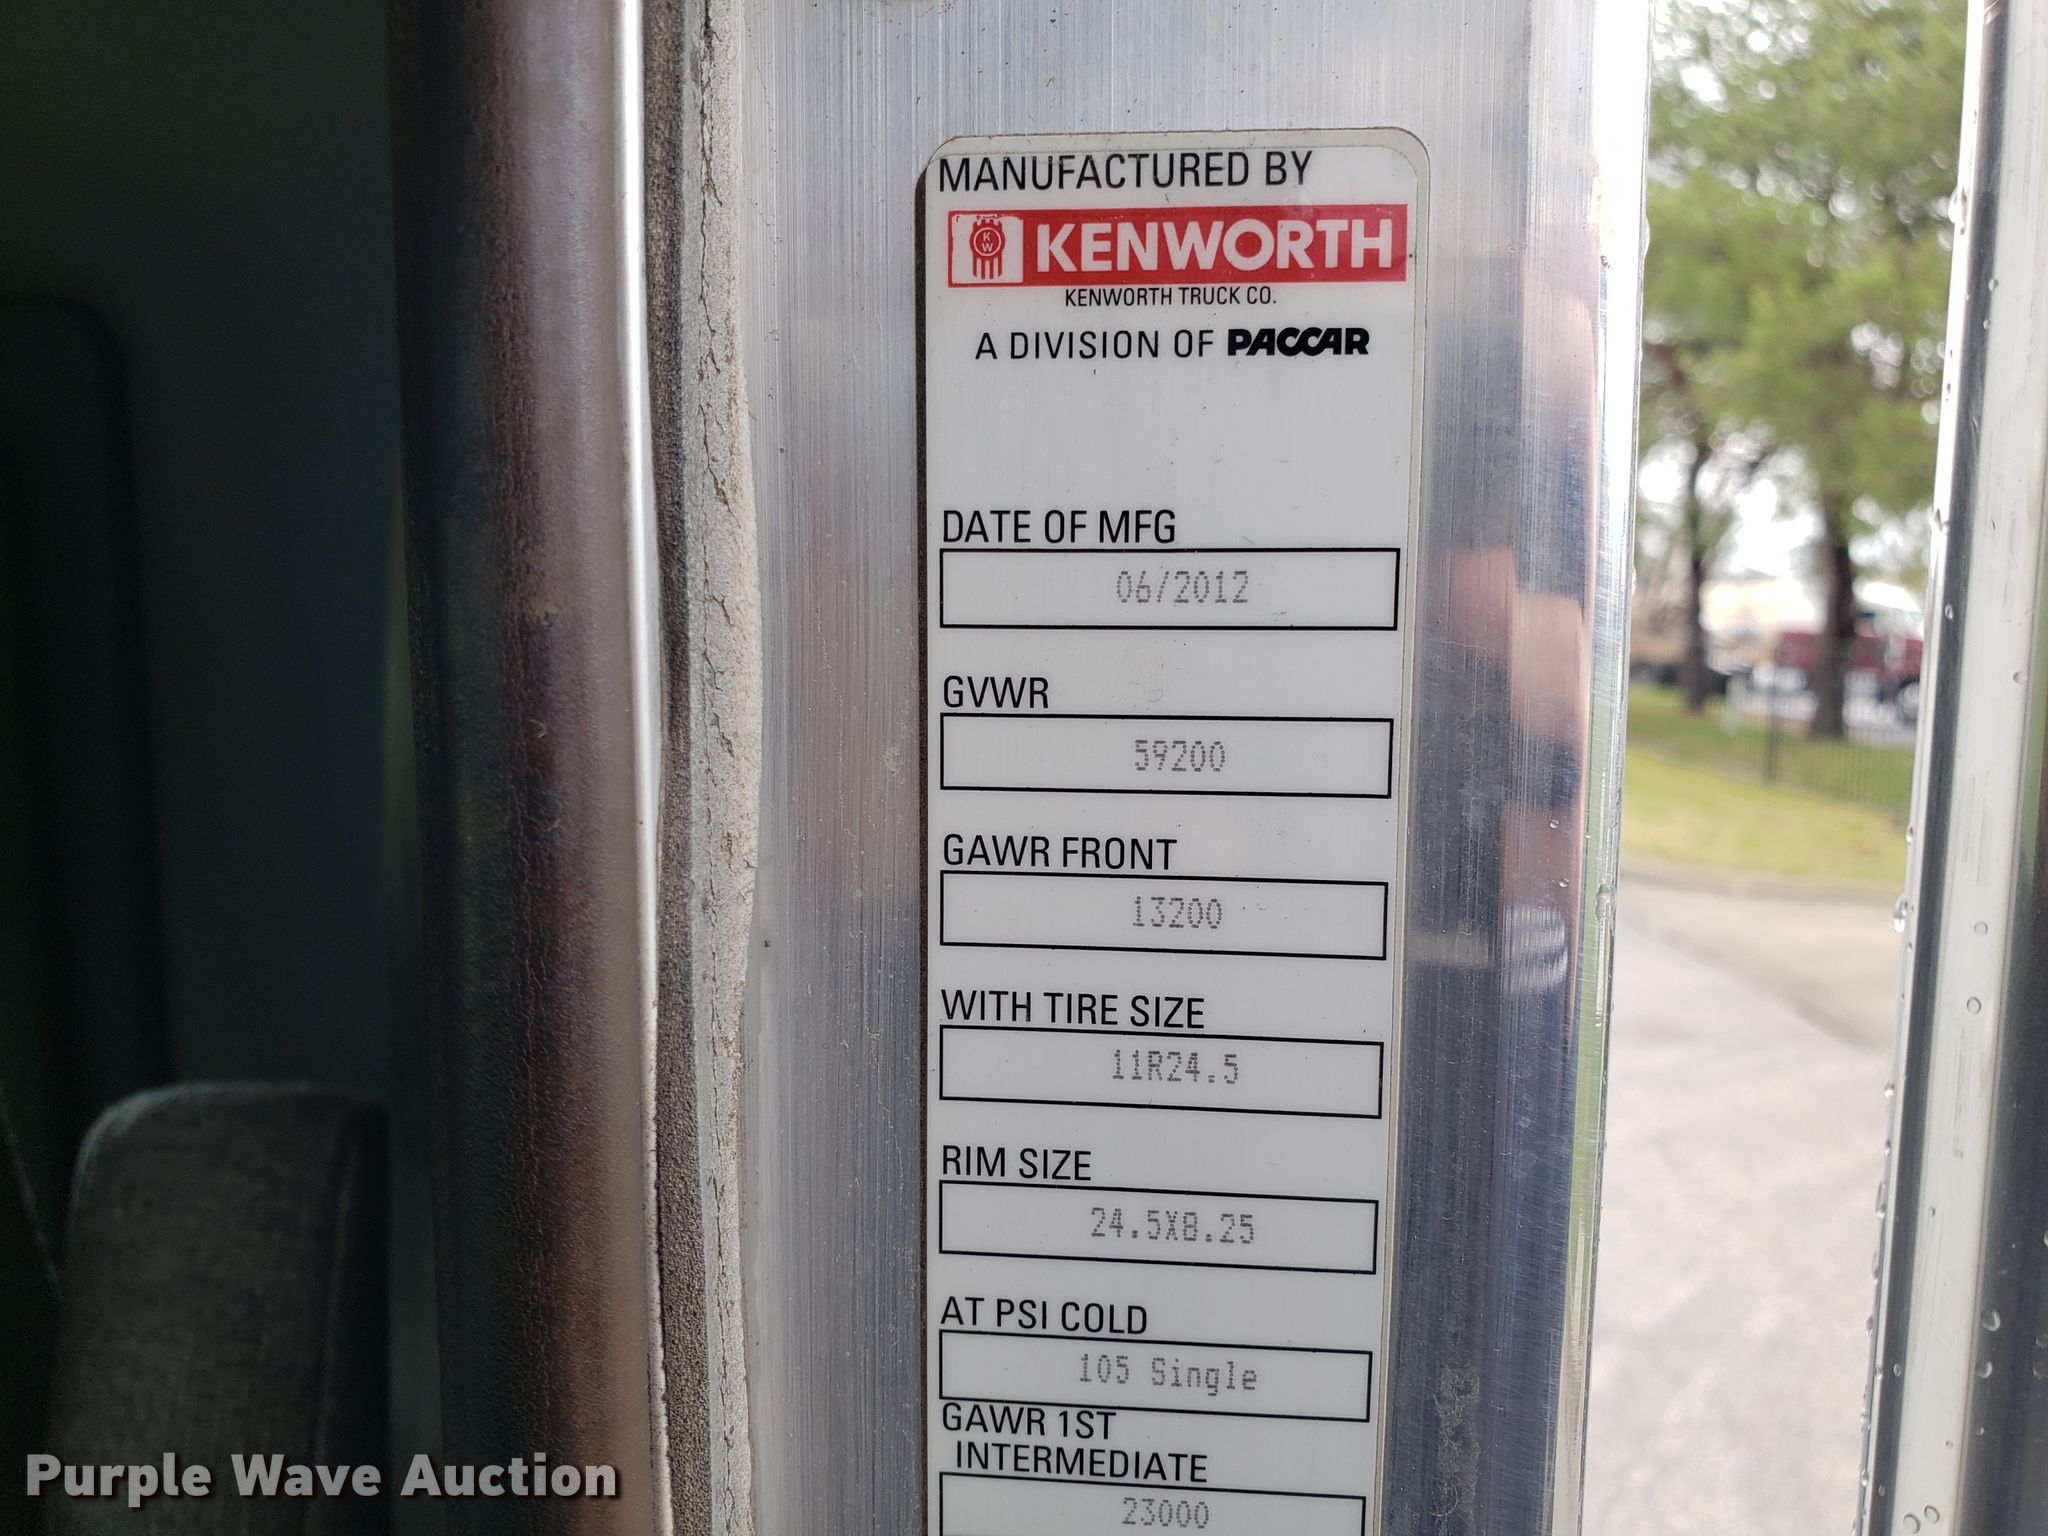 MANUFACTURED BY
KW KENWORTH
KENWORTH TRUCK CO.
A DIVISION OF PACCAR
DATE OF MFG
06/2012
GVWR
59200
GAWR FRONT
13200
WITH TIRE SIZE
11R24.5
RIM SIZE
24.5X8.25
AT PSI COLD
105 Single
GAWR 1ST
INTERMEDIATE
23000
Purple Wave Auction